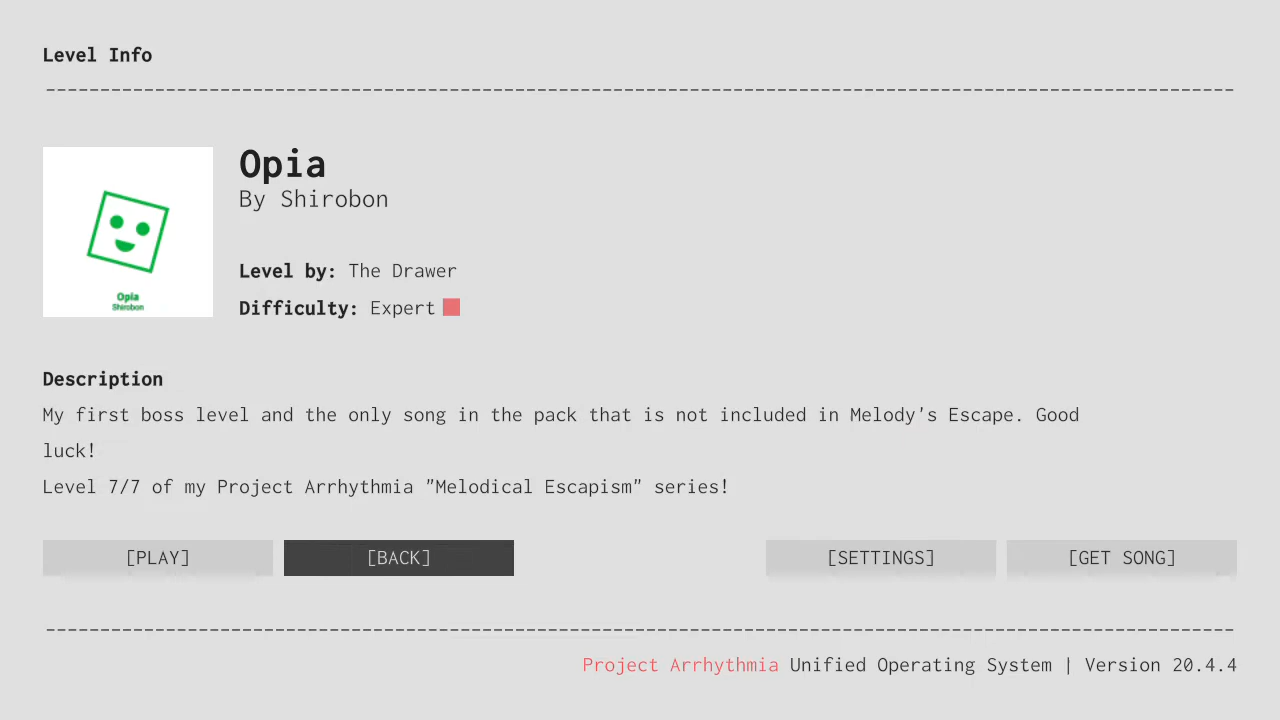 Level Info
Opia
By Shirobon
Level by: The Drawer
Difficulty: Expert
Opia
Shirobon
Description
My first boss level and the only song in the pack that is not included in Melody's Escape. Good
luck!
Level 7/7 of my Project Arrhythmia "Melodical Escapism" series!
[PLAY] [BACK] [SETTINGS] [GET SONG]
Project Arrhythmia Unified Operating System | Version 20.4.4